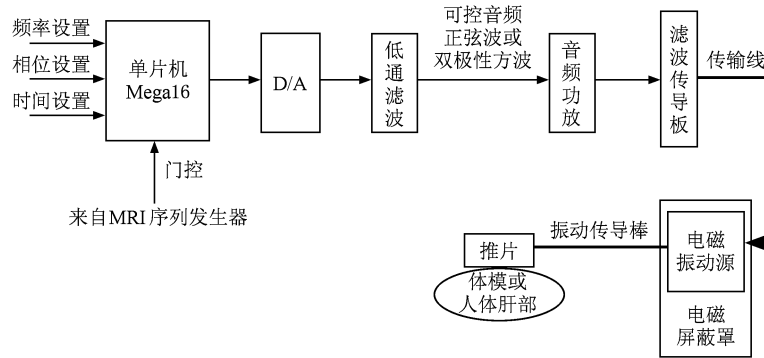 频率设置
相位设置
时间设置
单片机
Mega16
门控
来自MRI序列发生器
D/A
低通滤波
可控音频
正弦波或
双极性方波
音频功放
滤波传导板
传输线
振动传导棒
推片
体模或
人体肝部
电磁
振动源
电磁
屏蔽罩